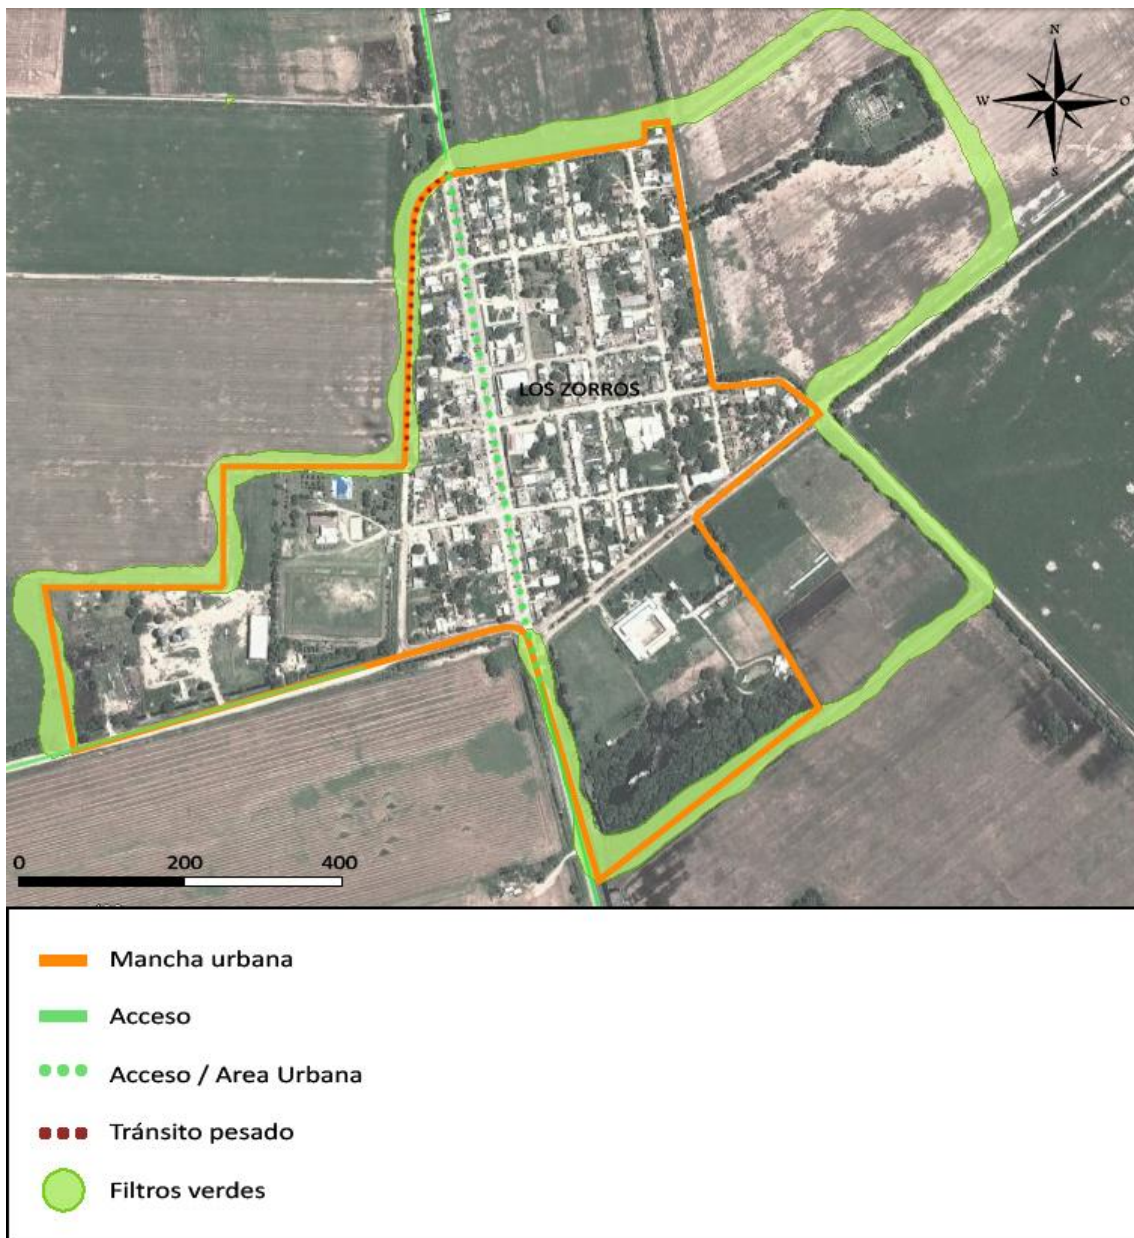 N
W O
S
LOS ZORROS
0 200 400
Mancha urbana
Acceso
Acceso / Area Urbana
Tránsito pesado
Filtros verdes